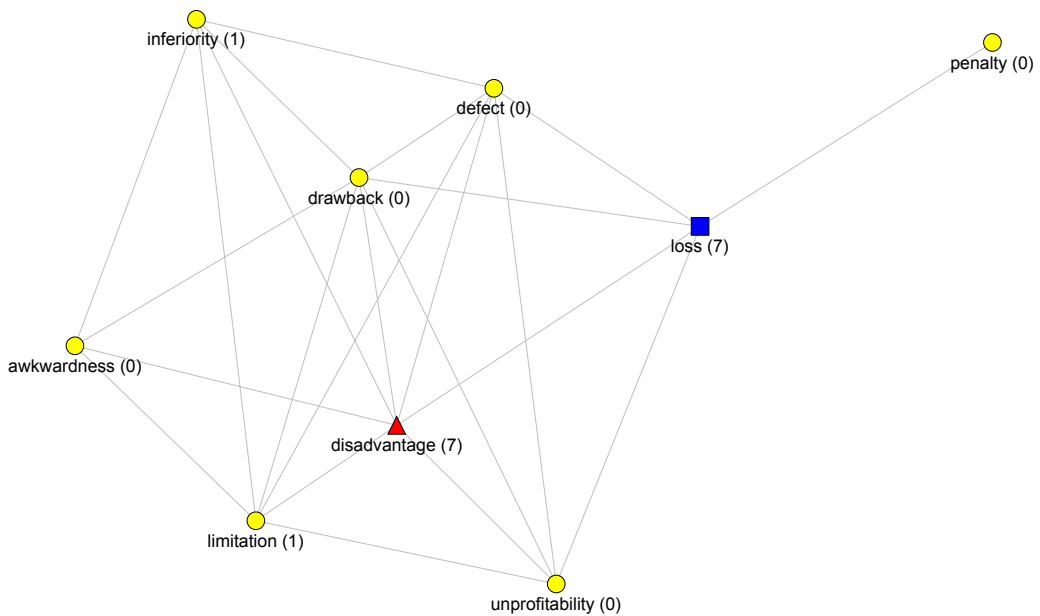 inferiority (1)
penalty (0)
defect (0)
drawback (0)
loss (7)
awkwardness (0)
disadvantage (7)
limitation (1)
unprofitability (0)